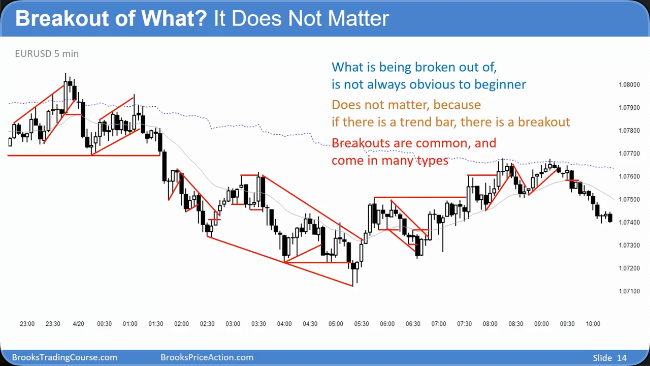 Breakout of What? It Does Not Matter
EURUSD 5 min
What is being broken out of,
is not always obvious to beginner
Does not matter, because
if there is a trend bar, there is a breakout
Breakouts are common, and
come in many types
1.08000
1.07900
1.07800
1.07700
1.07600
1.07500
1.07400
1.07300
1.07200
1.07100
23:00 23:30 4/20 00:30 01:00 01:30 02:00 02:30 03:00 03:30 04:00 04:30 05:00 05:30 06:00 06:30 07:00 07:30 08:00 08:30 09:00 09:30 10:00
BrooksTradingCourse.com BrooksPriceAction.com Slide 14